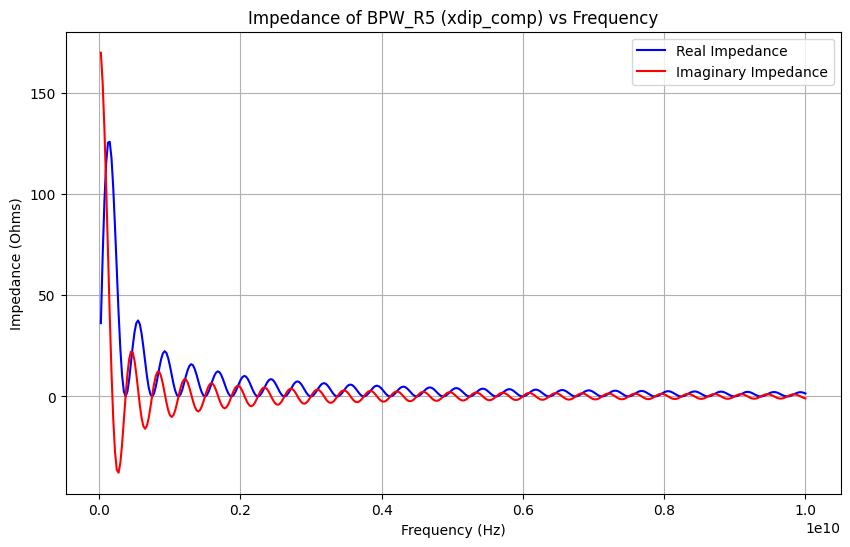 Impedance of BPW_R5 (xdip_comp) vs Frequency
Real Impedance
Imaginary Impedance
Impedance (Ohms)
150
100
50
0
0.0 0.2 0.4 0.6 0.8 1.0
1e10
Frequency (Hz)